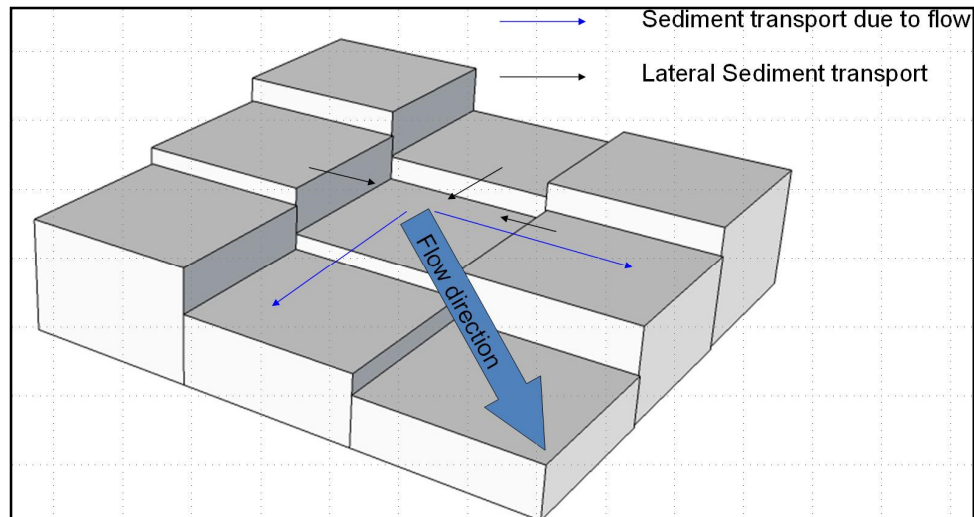 Sediment transport due to flow
Lateral Sediment transport
Flow direction